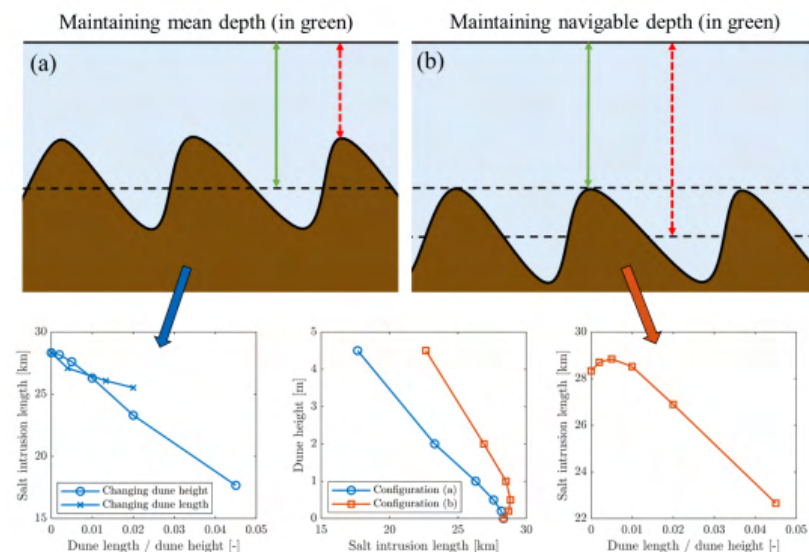 Maintaining mean depth (in green)
Maintaining navigable depth (in green)
(a)
(b)
Salt intrusion length [km]
30
25
20
15
Changing dune height
Changing dune length
0
0.01
0.02
0.03
0.04
0.05
Dune length / dune height [-]
Dune height [m]
5
4
3
2
1
0
Configuration (a)
Configuration (b)
15
20
25
30
Salt intrusion length [km]
Salt intrusion length [km]
30
28
26
24
22
0
0.01
0.02
0.03
0.04
0.05
Dune length / dune height [-]